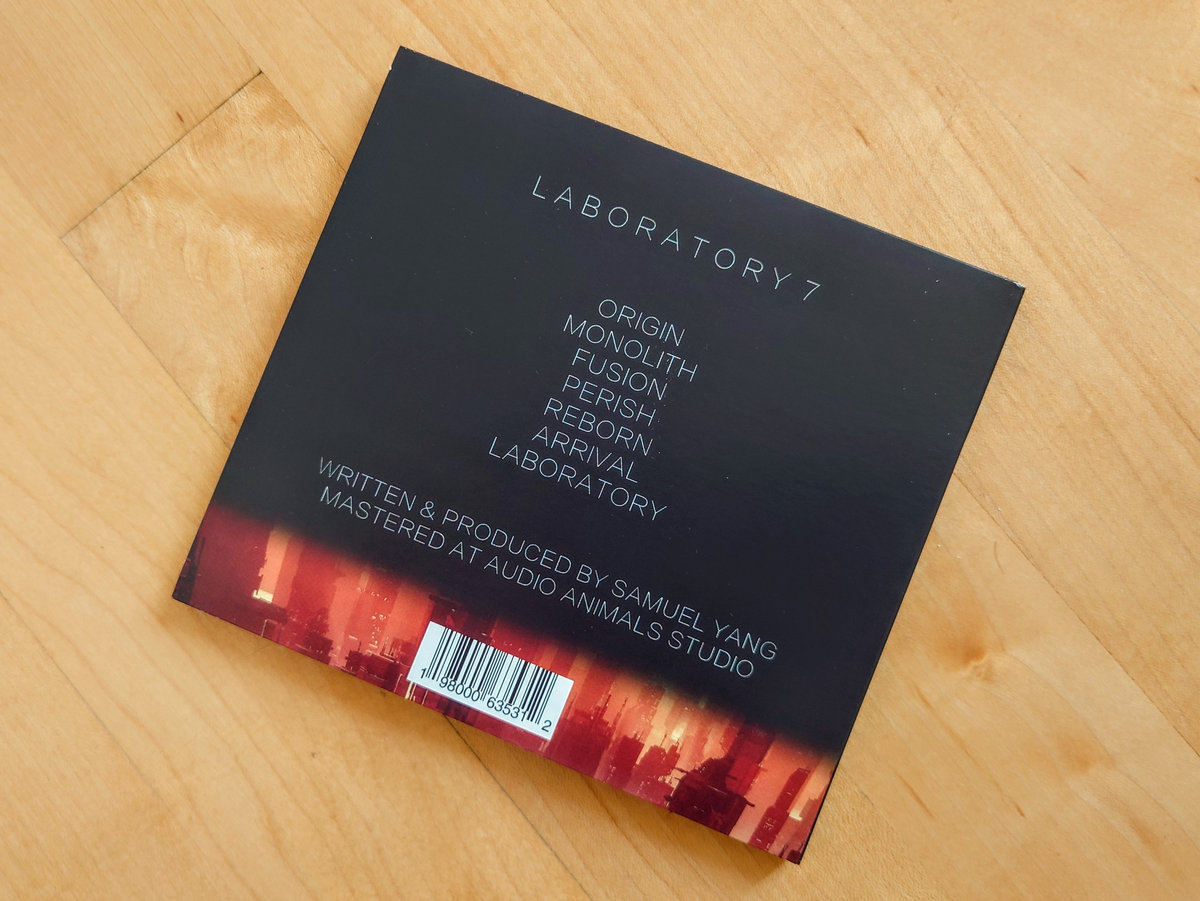 LABORATORY 7
ORIGIN
MONOLITH
FUSION
PERISH
REBORN
ARRIVAL
LABORATORY
WRITTEN & PRODUCED BY SAMUEL YANG
MASTERED AT AUDIO ANIMALS STUDIO
1 98000 63531 2